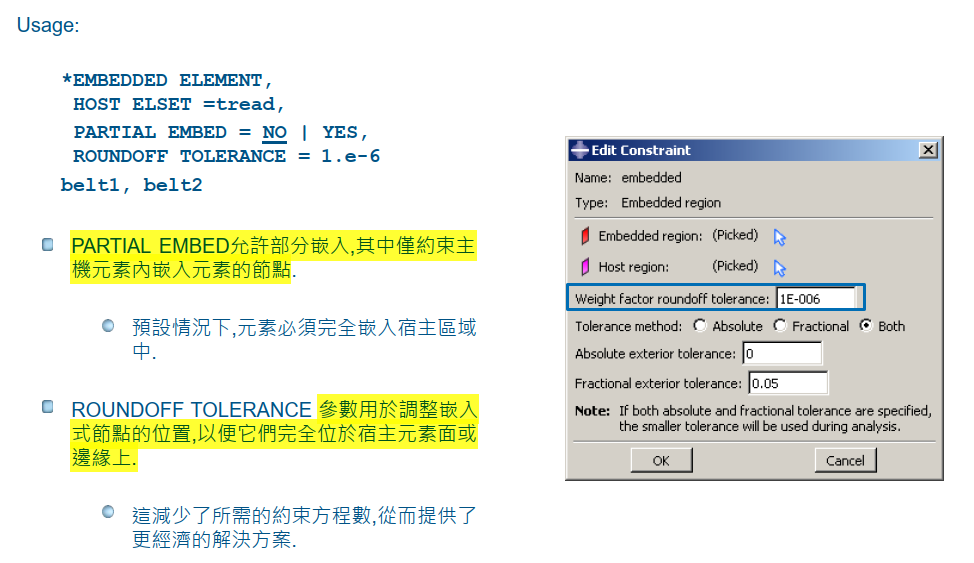 Usage:
*EMBEDDED ELEMENT,
HOST ELSET =tread,
PARTIAL EMBED = NO | YES,
ROUNDOFF TOLERANCE = 1.e-6
belt1, belt2
PARTIAL EMBED允許部分嵌入,其中僅約束主
機元素內嵌入元素的節點.
預設情況下,元素必須完全嵌入宿主區域
中.
ROUNDOFF TOLERANCE 參數用於調整嵌入
式節點的位置,以便它們完全位於宿主元素面或
邊緣上.
這減少了所需的約束方程數,從而提供了
更經濟的解決方案.
Edit Constraint
Name: embedded
Type: Embedded region
Embedded region: (Picked)
Host region: (Picked)
Weight factor roundoff tolerance: 1E-006
Tolerance method: Absolute Fractional Both
Absolute exterior tolerance: 0
Fractional exterior tolerance: 0.05
Note: If both absolute and fractional tolerance are specified,
the smaller tolerance will be used during analysis.
OK Cancel